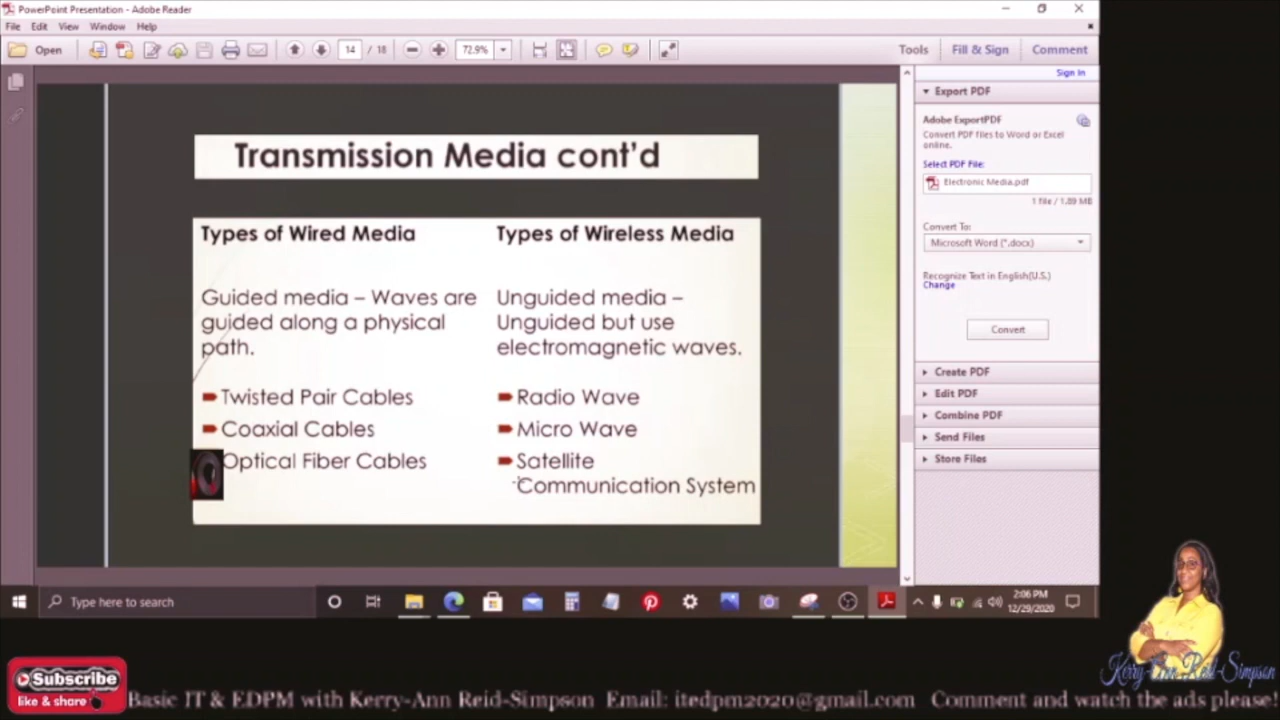 PowerPoint Presentation - Adobe Reader
File Edit View Window Help
Open 14 / 18 72.9% Tools Fill & Sign Comment
Sign In
Export PDF
Adobe ExportPDF
Convert PDF files to Word or Excel
online.
Select PDF File:
Electronic Media.pdf
1 file / 1.89 MB
Convert To:
Microsoft Word (*.docx)
Recognize Text in English(U.S.)
Change
Convert
Create PDF
Edit PDF
Combine PDF
Send Files
Store Files
Transmission Media cont'd
Types of Wired Media
Guided media – Waves are
guided along a physical
path.
Twisted Pair Cables
Coaxial Cables
Optical Fiber Cables
Types of Wireless Media
Unguided media –
Unguided but use
electromagnetic waves.
Radio Wave
Micro Wave
Satellite
Communication System
Type here to search
2:06 PM
12/29/2020
Kerry-Ann Reid-Simpson
Subscribe
like & share
Basic IT & EDPM with Kerry-Ann Reid-Simpson Email: itedpm2020@gmail.com Comment and watch the ads please!